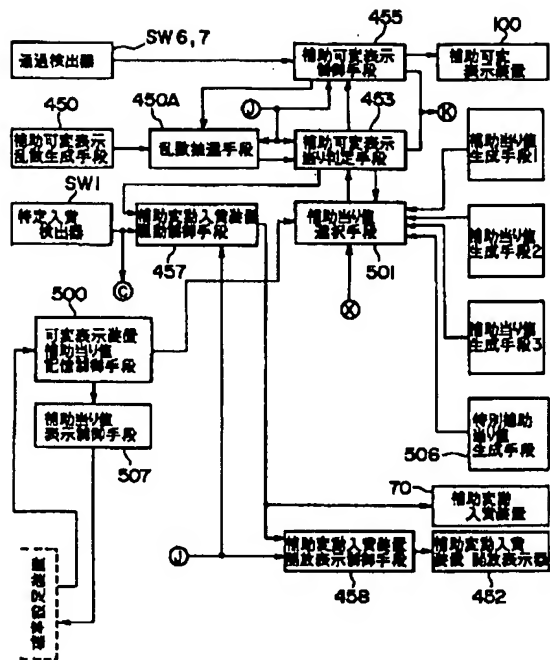 SW6,7
455
100
通過検出器
補助可変表示
制御手段
補助可変
表示装置
450
450A
J
453
K
補助可変表示
乱数生成手段
乱数抽選手段
補助可変表示
当り判定手段
補助当り値
生成手段1
SW1
特定入賞
検出器
補助変動入賞装置
駆動制御手段
補助当り値
選択手段
457
501
補助当り値
生成手段2
G
X
500
可変表示装置
補助当り値
記憶制御手段
補助当り値
生成手段3
補助当り値
表示制御手段
特別補助
当り値
生成手段
507
506
70
補助変動
入賞装置
J
補助変動入賞装置
開放表示制御手段
補助変動入賞
装置 開放表示器
458
452
確率設定装置